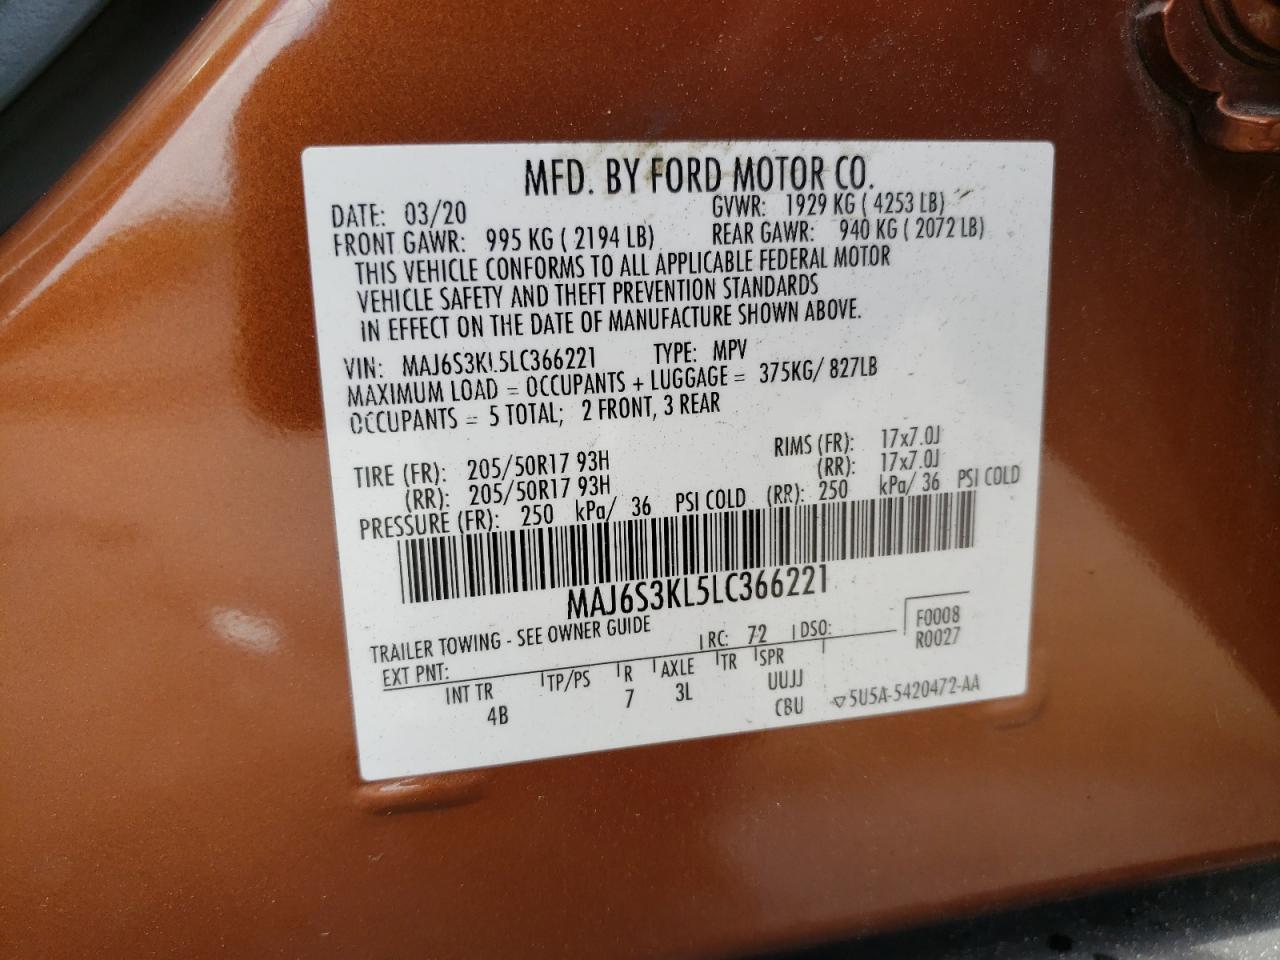 MFD. BY FORD MOTOR CO.
DATE: 03/20 GVWR: 1929 KG ( 4253 LB)
FRONT GAWR: 995 KG ( 2194 LB) REAR GAWR: 940 KG ( 2072 LB)
THIS VEHICLE CONFORMS TO ALL APPLICABLE FEDERAL MOTOR
VEHICLE SAFETY AND THEFT PREVENTION STANDARDS
IN EFFECT ON THE DATE OF MANUFACTURE SHOWN ABOVE.
VIN: MAJ6S3KL5LC366221 TYPE: MPV
MAXIMUM LOAD = OCCUPANTS + LUGGAGE = 375KG/ 827LB
OCCUPANTS = 5 TOTAL; 2 FRONT, 3 REAR
TIRE (FR): 205/50R17 93H RIMS (FR): 17x7.0J
(RR): 205/50R17 93H (RR): 17x7.0J
PRESSURE (FR): 250 kPa/ 36 PSI COLD (RR): 250 kPa/ 36 PSI COLD
MAJ6S3KL5LC366221
TRAILER TOWING - SEE OWNER GUIDE
EXT PNT: RC: 72 DSO: F0008
R0027
INT TR TP/PS R AXLE TR SPR
4B 7 3L UUJJ
CBU 5U5A-5420472-AA